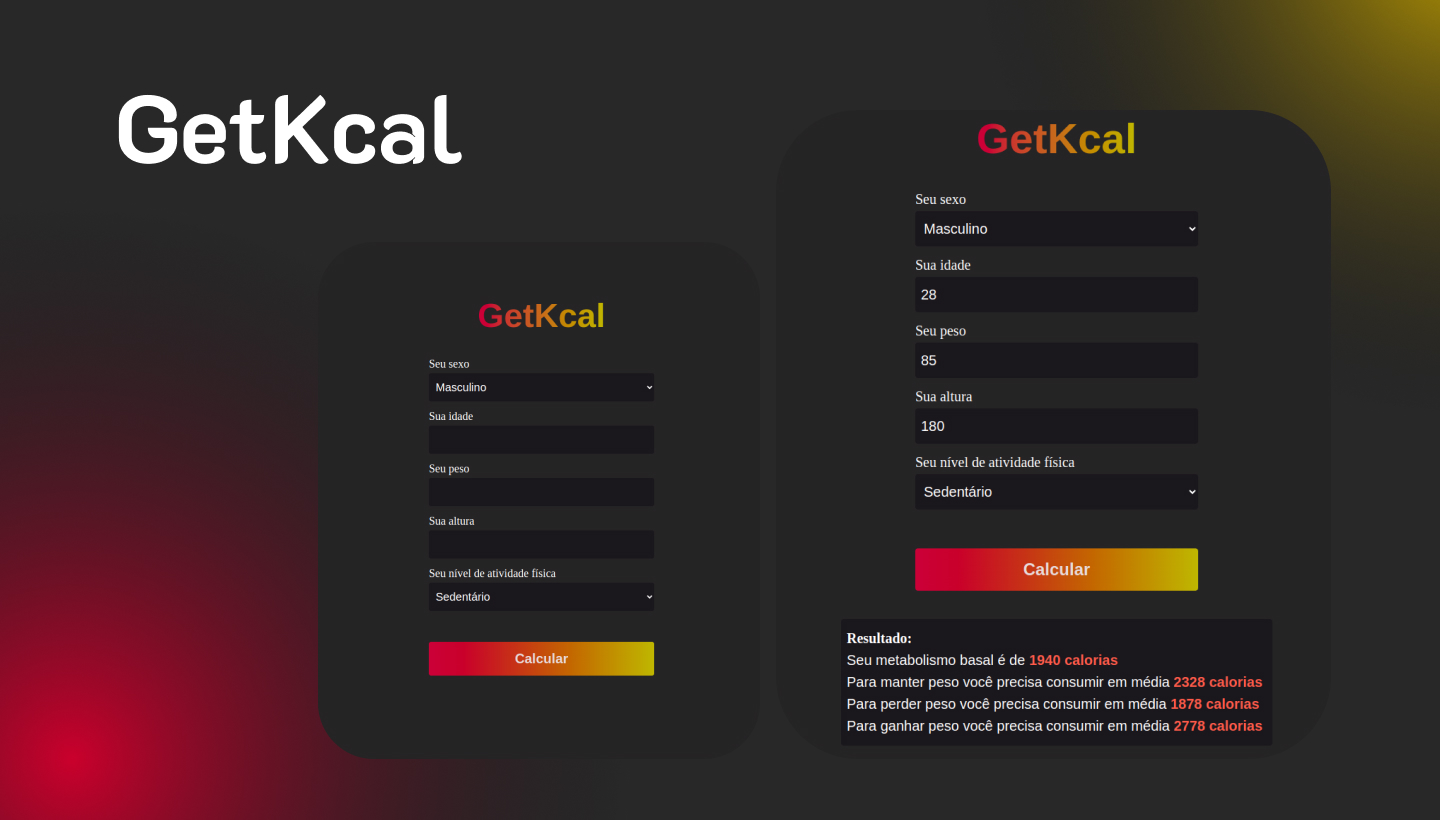 GetKcal
GetKcal
Seu sexo
Masculino
Sua idade
Seu peso
Sua altura
Seu nível de atividade física
Sedentário
Calcular
GetKcal
Seu sexo
Masculino
Sua idade
28
Seu peso
85
Sua altura
180
Seu nível de atividade física
Sedentário
Calcular
Resultado:
Seu metabolismo basal é de 1940 calorias
Para manter peso você precisa consumir em média 2328 calorias
Para perder peso você precisa consumir em média 1878 calorias
Para ganhar peso você precisa consumir em média 2778 calorias